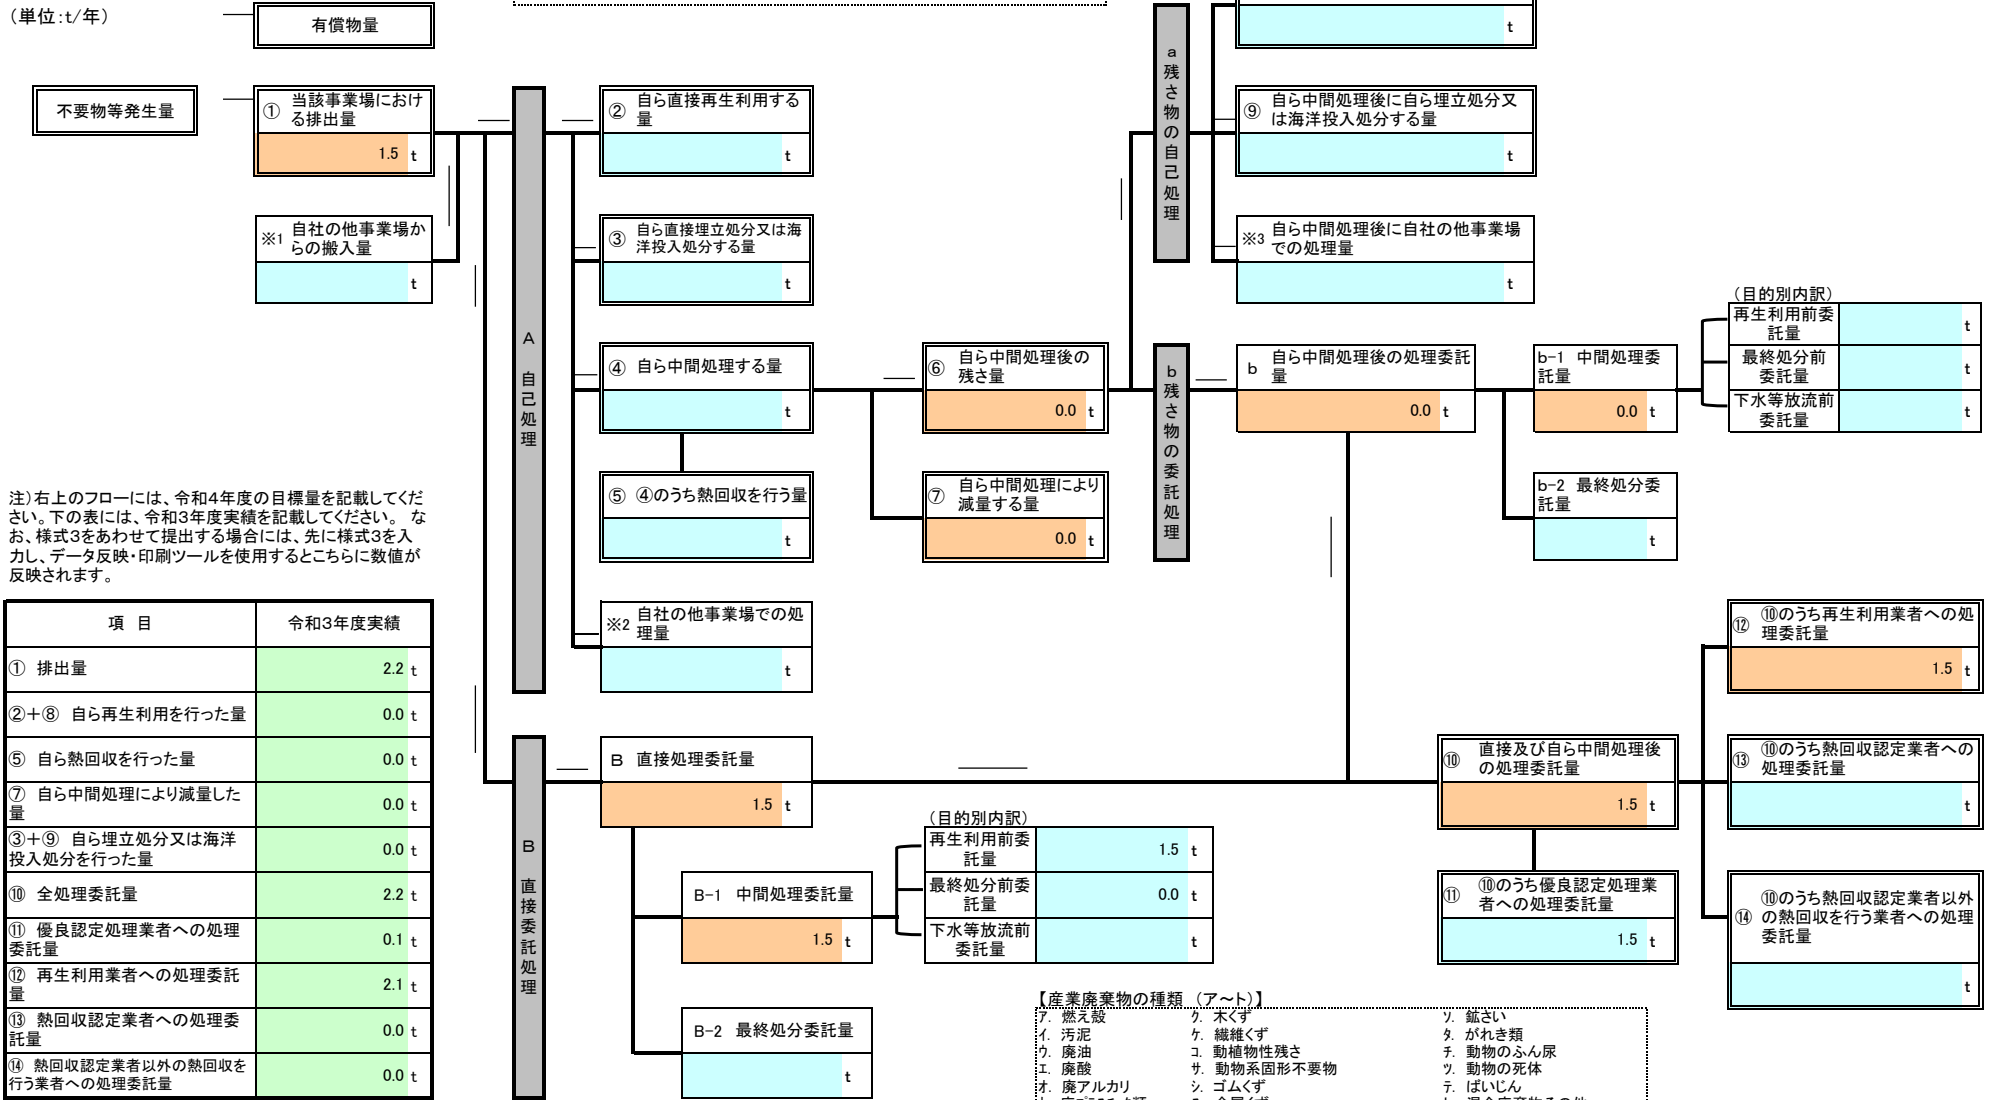 (単位:t/年)
有償物量
t
不要物等発生量
① 当該事業場におけ
る排出量
1.5 t
※1 自社の他事業場か
らの搬入量
t
A 自己処理
② 自ら直接再生利用する
量
t
③ 自ら直接埋立処分又は海
洋投入処分する量
t
④ 自ら中間処理する量
t
⑤ ④のうち熱回収を行う量
t
※2 自社の他事業場での処
理量
t
⑥ 自ら中間処理後の
残さ量
0.0 t
⑦ 自ら中間処理により
減量する量
0.0 t
a 残さ物の自己処理
⑨ 自ら中間処理後に自ら埋立処分又
は海洋投入処分する量
t
※3 自ら中間処理後に自社の他事業場
での処理量
t
b 残さ物の委託処理
b 自ら中間処理後の処理委託
量
0.0 t
b-1 中間処理委
託量
0.0 t
b-2 最終処分委
託量
t
(目的別内訳)
再生利用前委
託量
t
最終処分前
委託量
t
下水等放流前
委託量
t
注)右上のフローには、令和4年度の目標量を記載してくだ
さい。下の表には、令和3年度実績を記載してください。 な
お、様式3をあわせて提出する場合には、先に様式3を入
力し、データ反映・印刷ツールを使用するとこちらに数値が
反映されます。
項 目 令和3年度実績
① 排出量 2.2 t
②+⑧ 自ら再生利用を行った量 0.0 t
⑤ 自ら熱回収を行った量 0.0 t
⑦ 自ら中間処理により減量した
量 0.0 t
③+⑨ 自ら埋立処分又は海洋
投入処分を行った量 0.0 t
⑩ 全処理委託量 2.2 t
⑪ 優良認定処理業者への処理
委託量 0.1 t
⑫ 再生利用業者への処理委託
量 2.1 t
⑬ 熱回収認定業者への処理委
託量 0.0 t
⑭ 熱回収認定業者以外の熱回収を
行う業者への処理委託量 0.0 t
B 直接委託処理
B 直接処理委託量
1.5 t
B-1 中間処理委託量
1.5 t
B-2 最終処分委託量
t
(目的別内訳)
再生利用前委
託量
1.5 t
最終処分前委
託量
0.0 t
下水等放流前
委託量
t
⑩ 直接及び自ら中間処理後
の処理委託量
1.5 t
⑪ ⑩のうち優良認定処理業
者への処理委託量
1.5 t
⑫ ⑩のうち再生利用業者への処
理委託量
1.5 t
⑬ ⑩のうち熱回収認定業者への
処理委託量
t
⑭ ⑩のうち熱回収認定業者以外
の熱回収を行う業者への処理
委託量
t
【産業廃棄物の種類 (ア~ト)】
ア. 燃え殻 ク. 木くず ソ. 鉱さい
イ. 汚泥 ケ. 繊維くず タ. がれき類
ウ. 廃油 コ. 動植物性残さ チ. 動物のふん尿
エ. 廃酸 サ. 動物系固形不要物 ツ. 動物の死体
オ. 廃アルカリ シ. ゴムくず テ. ばいじん